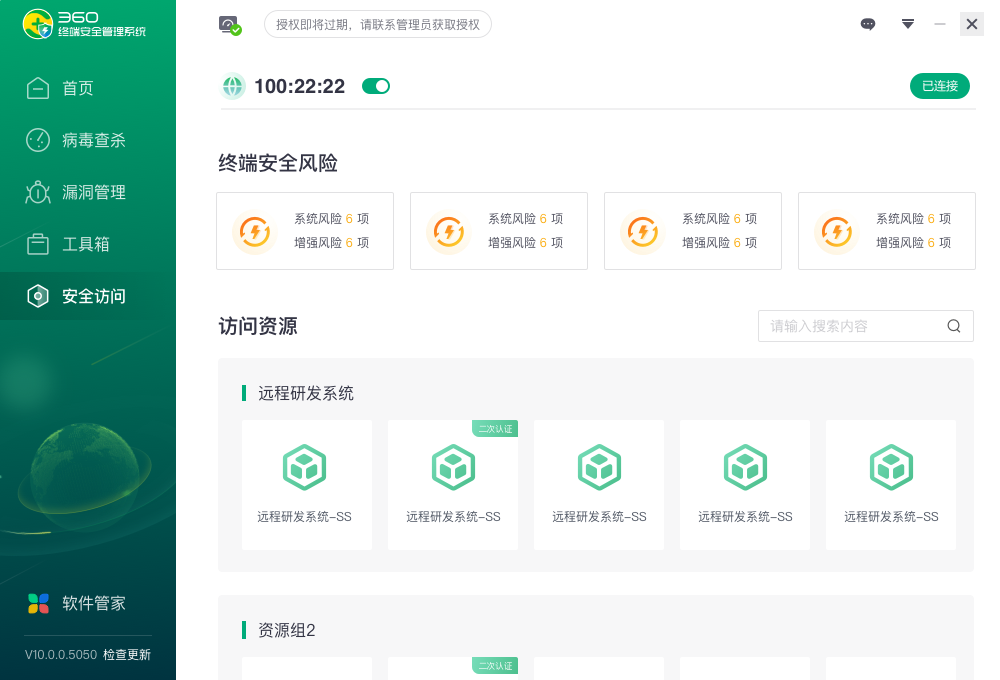 360
终端安全管理系统
授权即将过期，请联系管理员获取授权
首页
病毒查杀
漏洞管理
工具箱
安全访问
软件管家
V10.0.0.5050 检查更新
100:22:22
已连接
终端安全风险
系统风险 6 项
增强风险 6 项
系统风险 6 项
增强风险 6 项
系统风险 6 项
增强风险 6 项
系统风险 6 项
增强风险 6 项
访问资源
请输入搜索内容
远程研发系统
远程研发系统-SS
二次认证
远程研发系统-SS
远程研发系统-SS
远程研发系统-SS
远程研发系统-SS
资源组2
二次认证